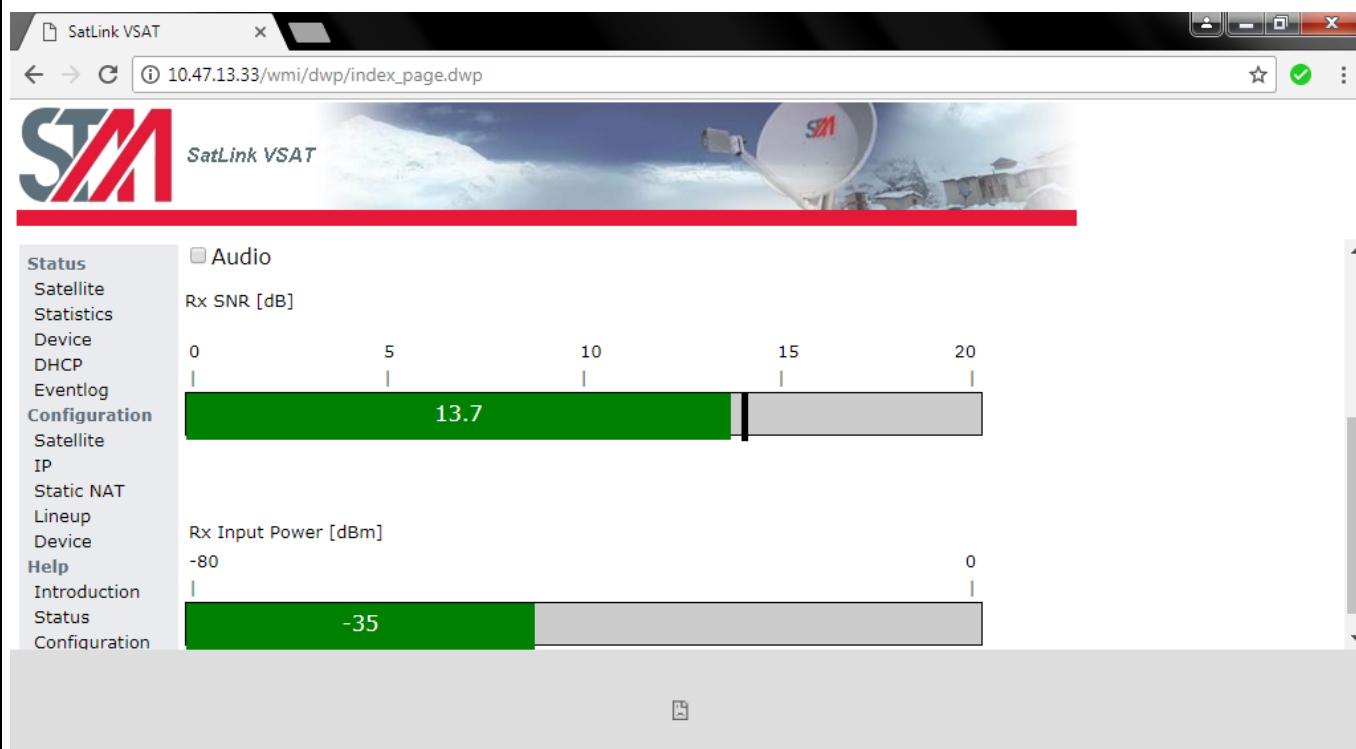 SatLink VSAT
10.47.13.33/wmi/dwp/index_page.dwp
STM
SatLink VSAT
STM
Status
Satellite
Statistics
Device
DHCP
Eventlog
Configuration
Satellite
IP
Static NAT
Lineup
Device
Help
Introduction
Status
Configuration
Audio
Rx SNR [dB]
0 5 10 15 20
13.7
Rx Input Power [dBm]
-80 0
-35